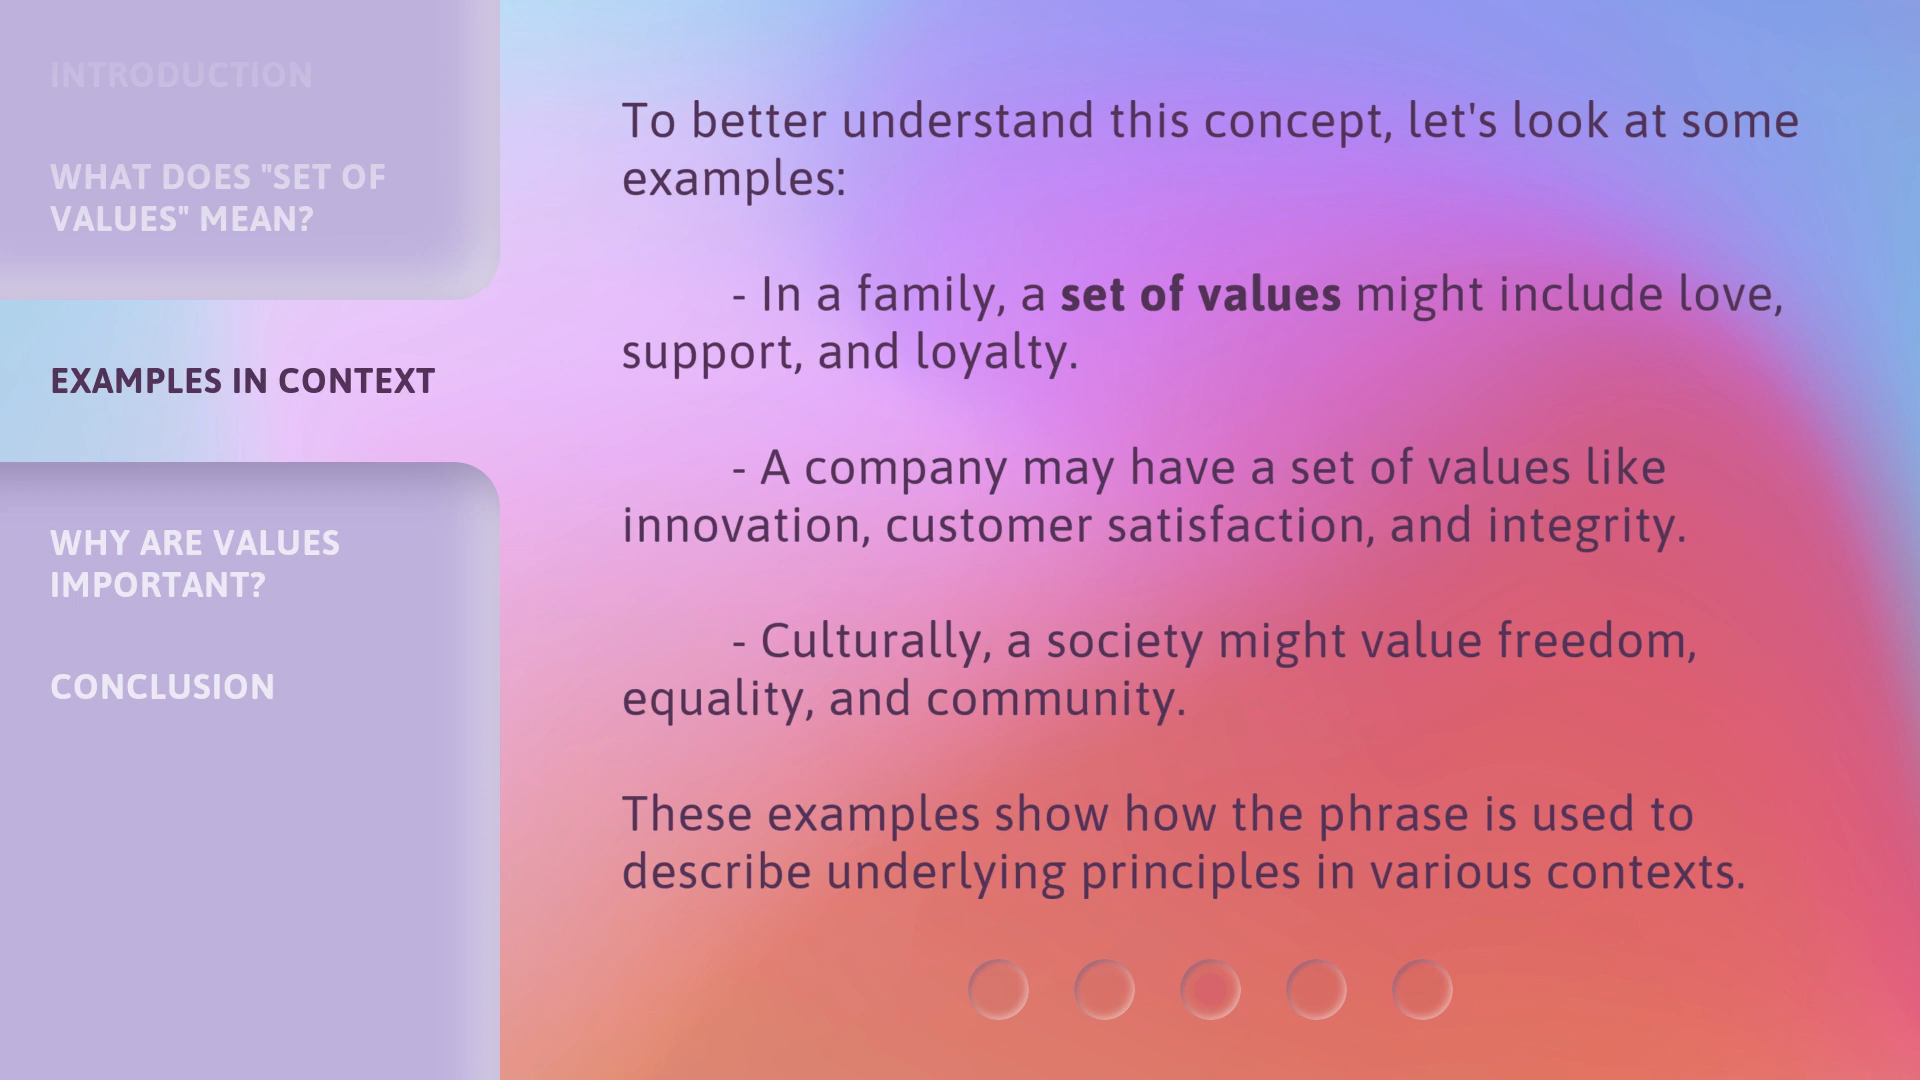 INTRODUCTION
WHAT DOES "SET OF
VALUES" MEAN?
EXAMPLES IN CONTEXT
WHY ARE VALUES
IMPORTANT?
CONCLUSION
To better understand this concept, let's look at some
examples:
- In a family, a set of values might include love,
support, and loyalty.
- A company may have a set of values like
innovation, customer satisfaction, and integrity.
- Culturally, a society might value freedom,
equality, and community.
These examples show how the phrase is used to
describe underlying principles in various contexts.